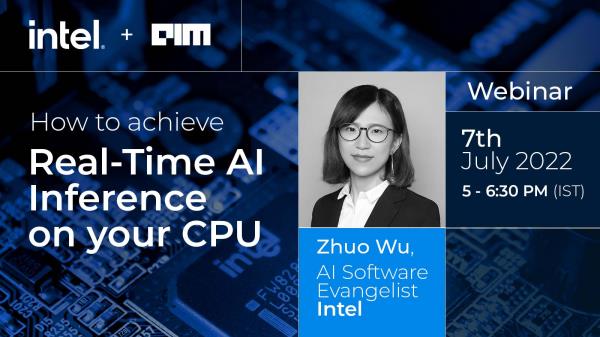 intel. + AIM
How to achieve
Real-Time AI
Inference
on your CPU
Webinar
7th
July 2022
5 - 6:30 PM (IST)
Zhuo Wu,
AI Software
Evangelist
Intel
intel